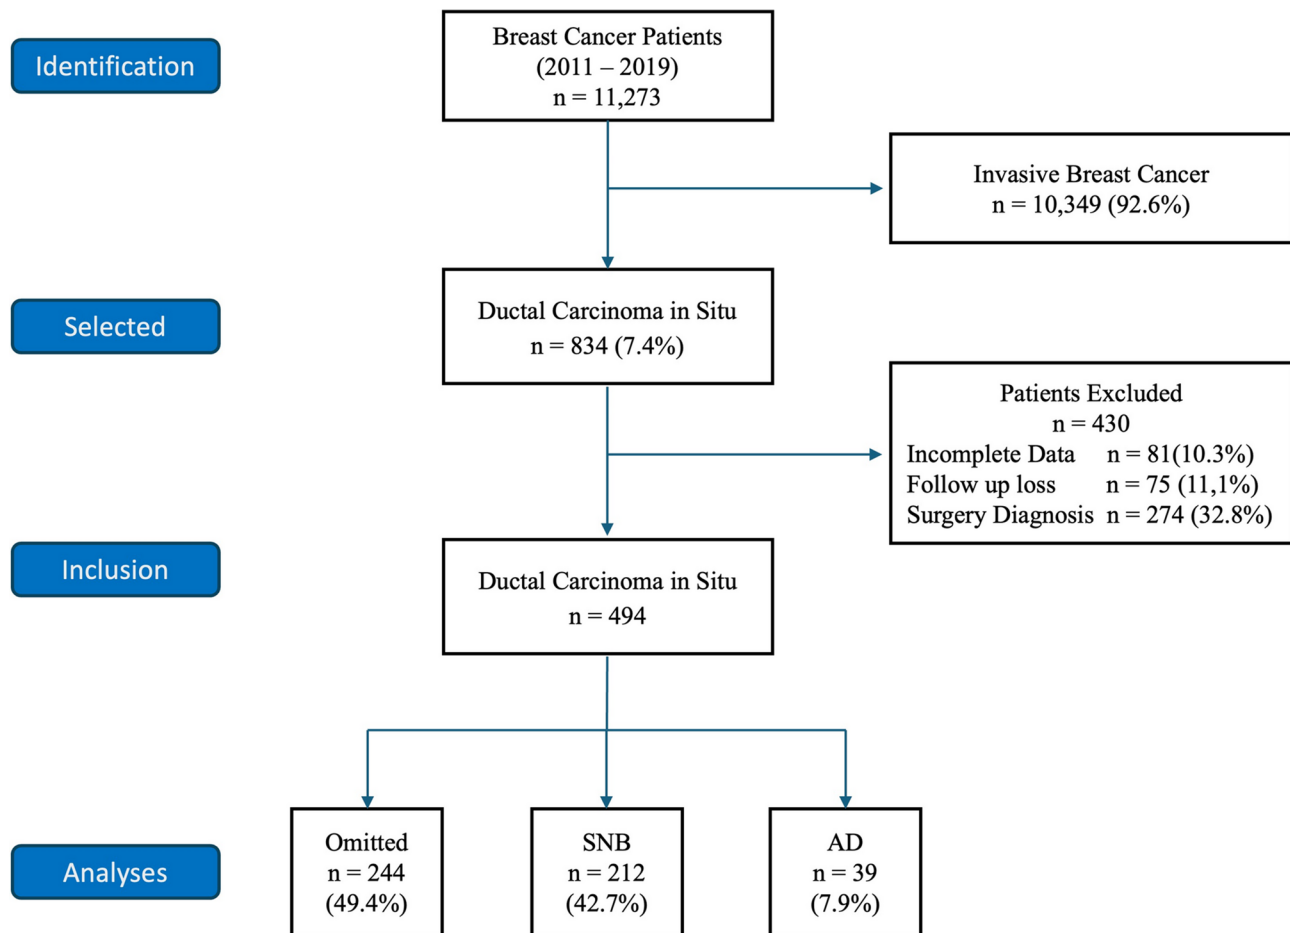 Identification
Breast Cancer Patients
(2011 – 2019)
n = 11,273
Invasive Breast Cancer
n = 10,349 (92.6%)
Selected
Ductal Carcinoma in Situ
n = 834 (7.4%)
Patients Excluded
n = 430
Incomplete Data n = 81(10.3%)
Follow up loss n = 75 (11,1%)
Surgery Diagnosis n = 274 (32.8%)
Inclusion
Ductal Carcinoma in Situ
n = 494
Analyses
Omitted
n = 244
(49.4%)
SNB
n = 212
(42.7%)
AD
n = 39
(7.9%)